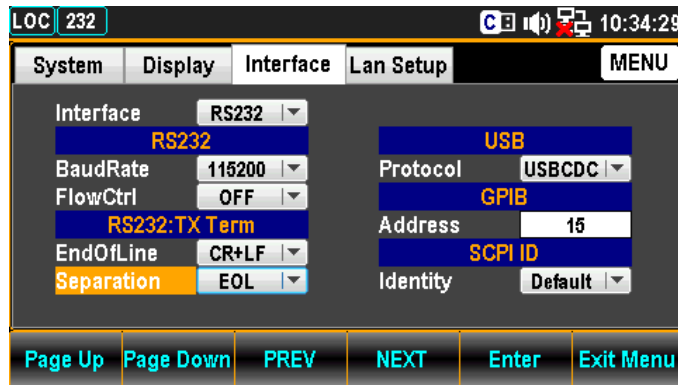 LOC 232 C 10:34:29
System Display Interface Lan Setup MENU
Interface RS232
RS232 USB
BaudRate 115200 Protocol USBCDC
FlowCtrl OFF GPIB
RS232:TX Term Address 15
EndOfLine CR+LF SCPI ID
Separation EOL Identity Default
Page Up Page Down PREV NEXT Enter Exit Menu